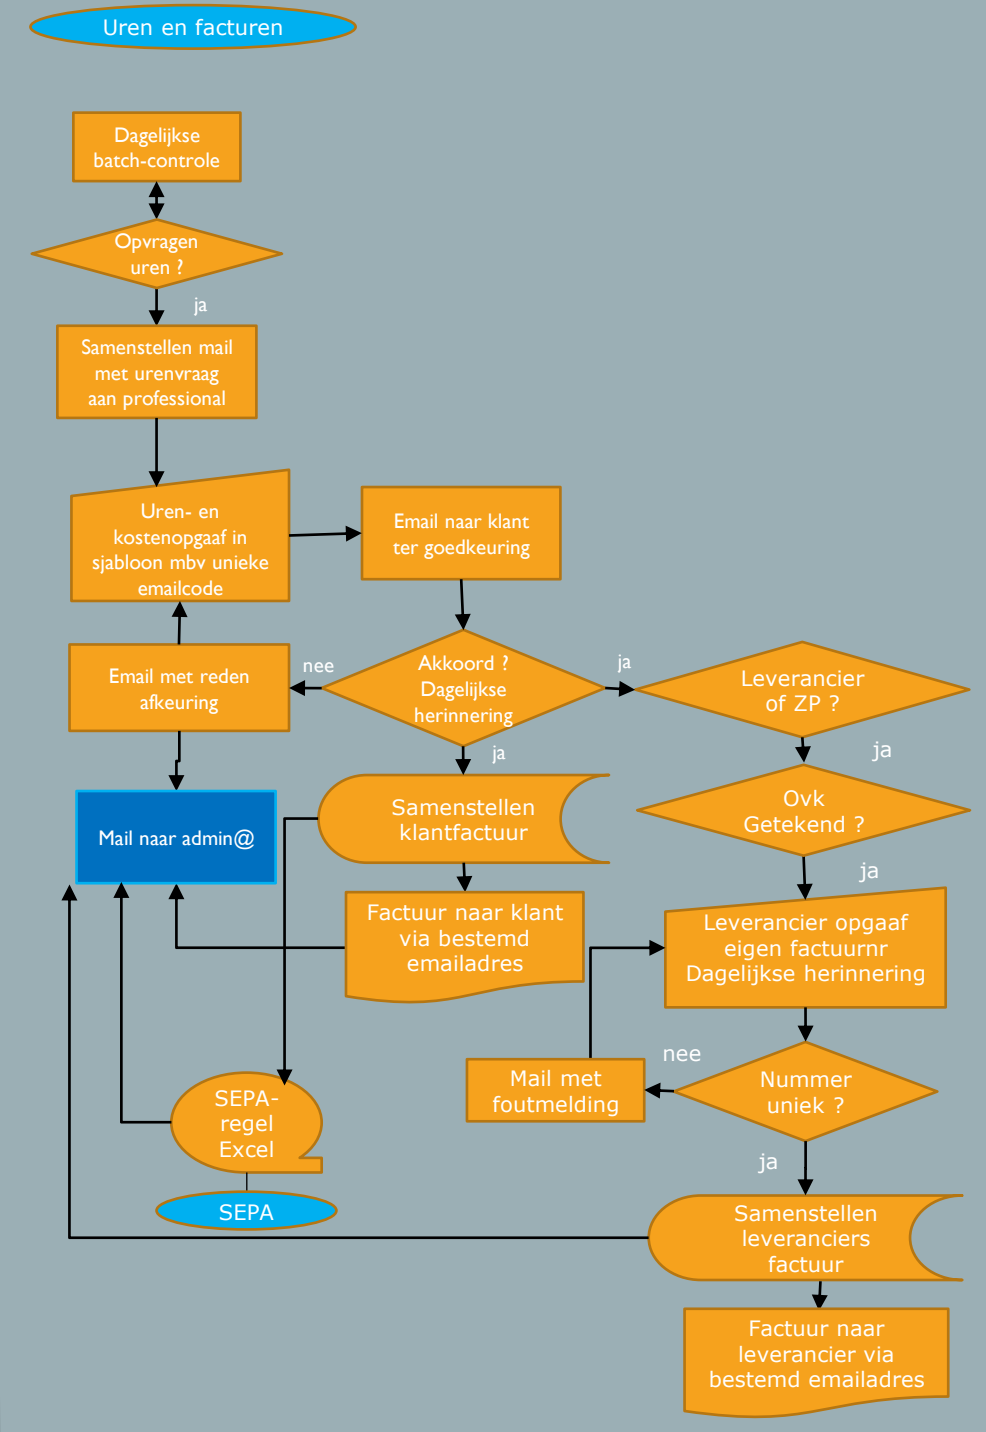 Uren en facturen
Dagelijkse
batch-controle
Opvragen
uren ?
ja
Samenstellen mail
met urenvraag
aan professional
Uren- en
kostenopgaaf in
sjabloon mbv unieke
emailcode
Email naar klant
ter goedkeuring
Email met reden
afkeuring
nee
Akkoord ?
Dagelijkse
herinnering
ja
Leverancier
of ZP ?
ja
ja
Mail naar admin@
Samenstellen
klantfactuur
Ovk
Getekend ?
ja
Factuur naar klant
via bestemd
emailadres
Leverancier opgaaf
eigen factuurnr
Dagelijkse herinnering
nee
Mail met
foutmelding
Nummer
uniek ?
SEPA-
regel
Excel
ja
SEPA
Samenstellen
leveranciers
factuur
Factuur naar
leverancier via
bestemd emailadres